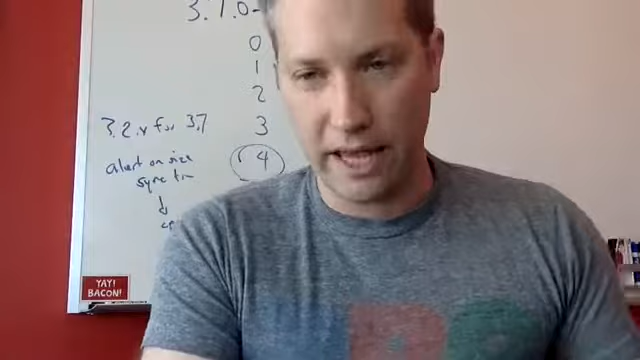 3.7.0-
0
1
2
3
4
3.2.x for 3.7
alert on size
sync
YAY!
BACON!